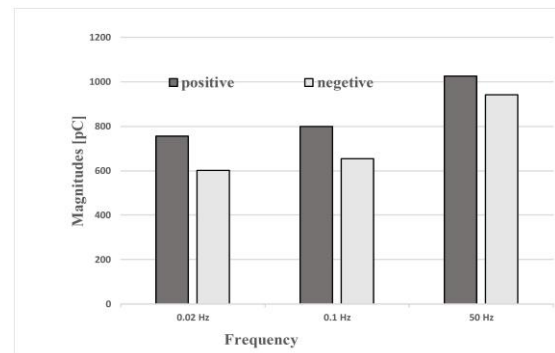 1200
1000
800
600
400
200
0
Magnitudes [pC]
positive
negetive
0.02 Hz
0.1 Hz
50 Hz
Frequency